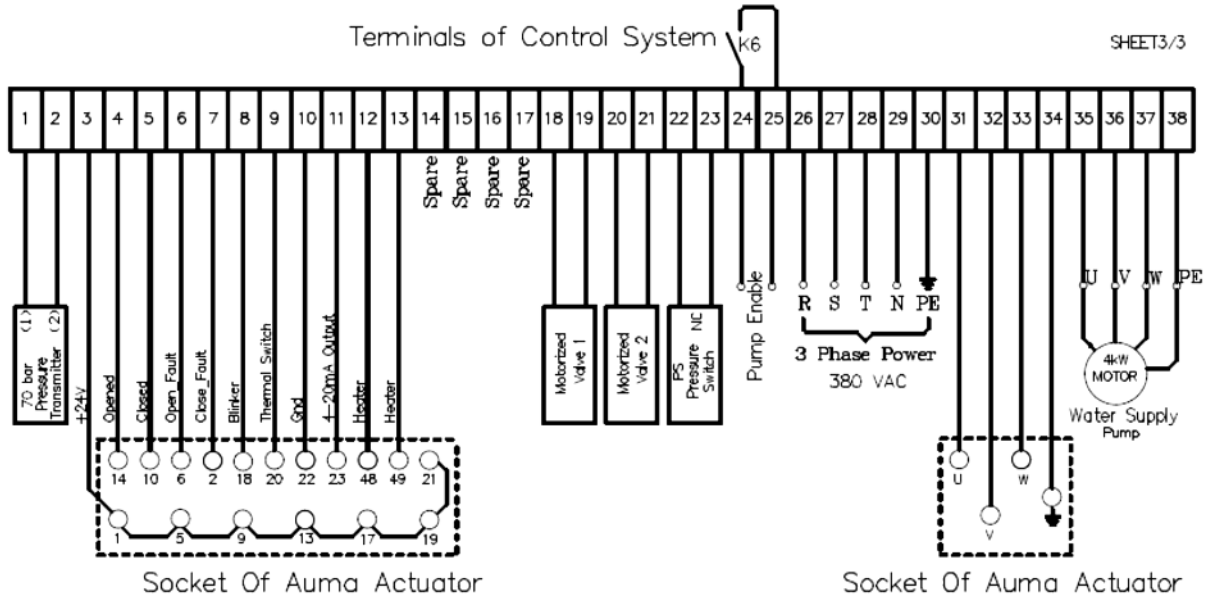 Terminals of Control System
K6
SHEET3/3
1 2 3 4 5 6 7 8 9 10 11 12 13 14 15 16 17 18 19 20 21 22 23 24 25 26 27 28 29 30 31 32 33 34 35 36 37 38
Spare
Spare
Spare
Spare
70 bar (1)
Pressure
Transmitter (2)
+24V
Opened
Closed
Open_Fault
Close_Fault
Blinker
Thermal Switch
Gnd
4-20mA Output
Heater
Heater
Motorized
Valve 1
Motorized
Valve 2
PS
Pressure NC
Switch
Pump Enable
R S T N PE
3 Phase Power
380 VAC
U V W PE
4kW
MOTOR
Water Supply
Pump
14 10 6 2 18 20 22 23 48 49 21
1 5 9 13 17 19
U W
V
Socket Of Auma Actuator
Socket Of Auma Actuator